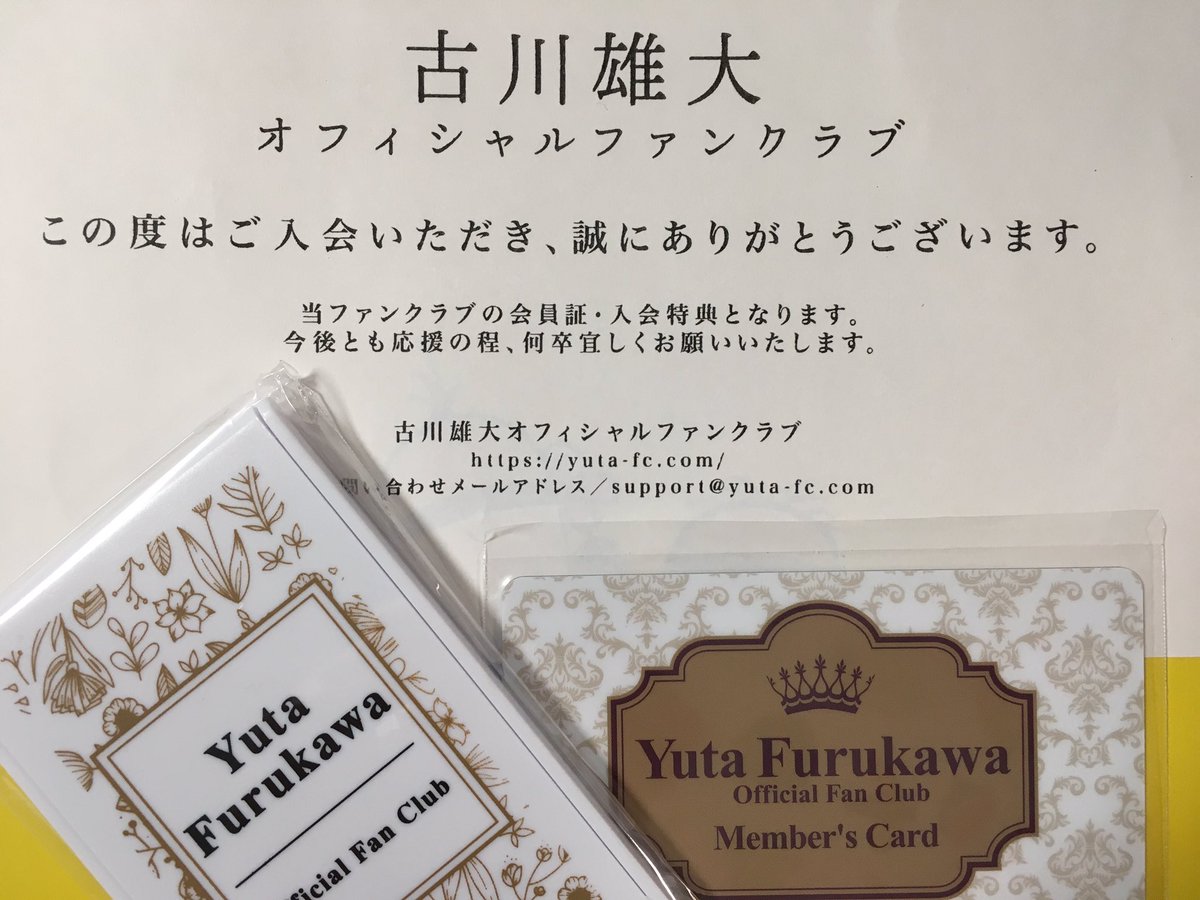 古川雄大
オフィシャルファンクラブ
この度はご入会いただき、誠にありがとうございます。
当ファンクラブの会員証・入会特典となります。
今後とも応援の程、何卒宜しくお願いいたします。
古川雄大オフィシャルファンクラブ
https://yuta-fc.com/
問い合わせメールアドレス／support@yuta-fc.com
Yuta
Furukawa
Fan Club
Yuta Furukawa
Official Fan Club
Member's Card